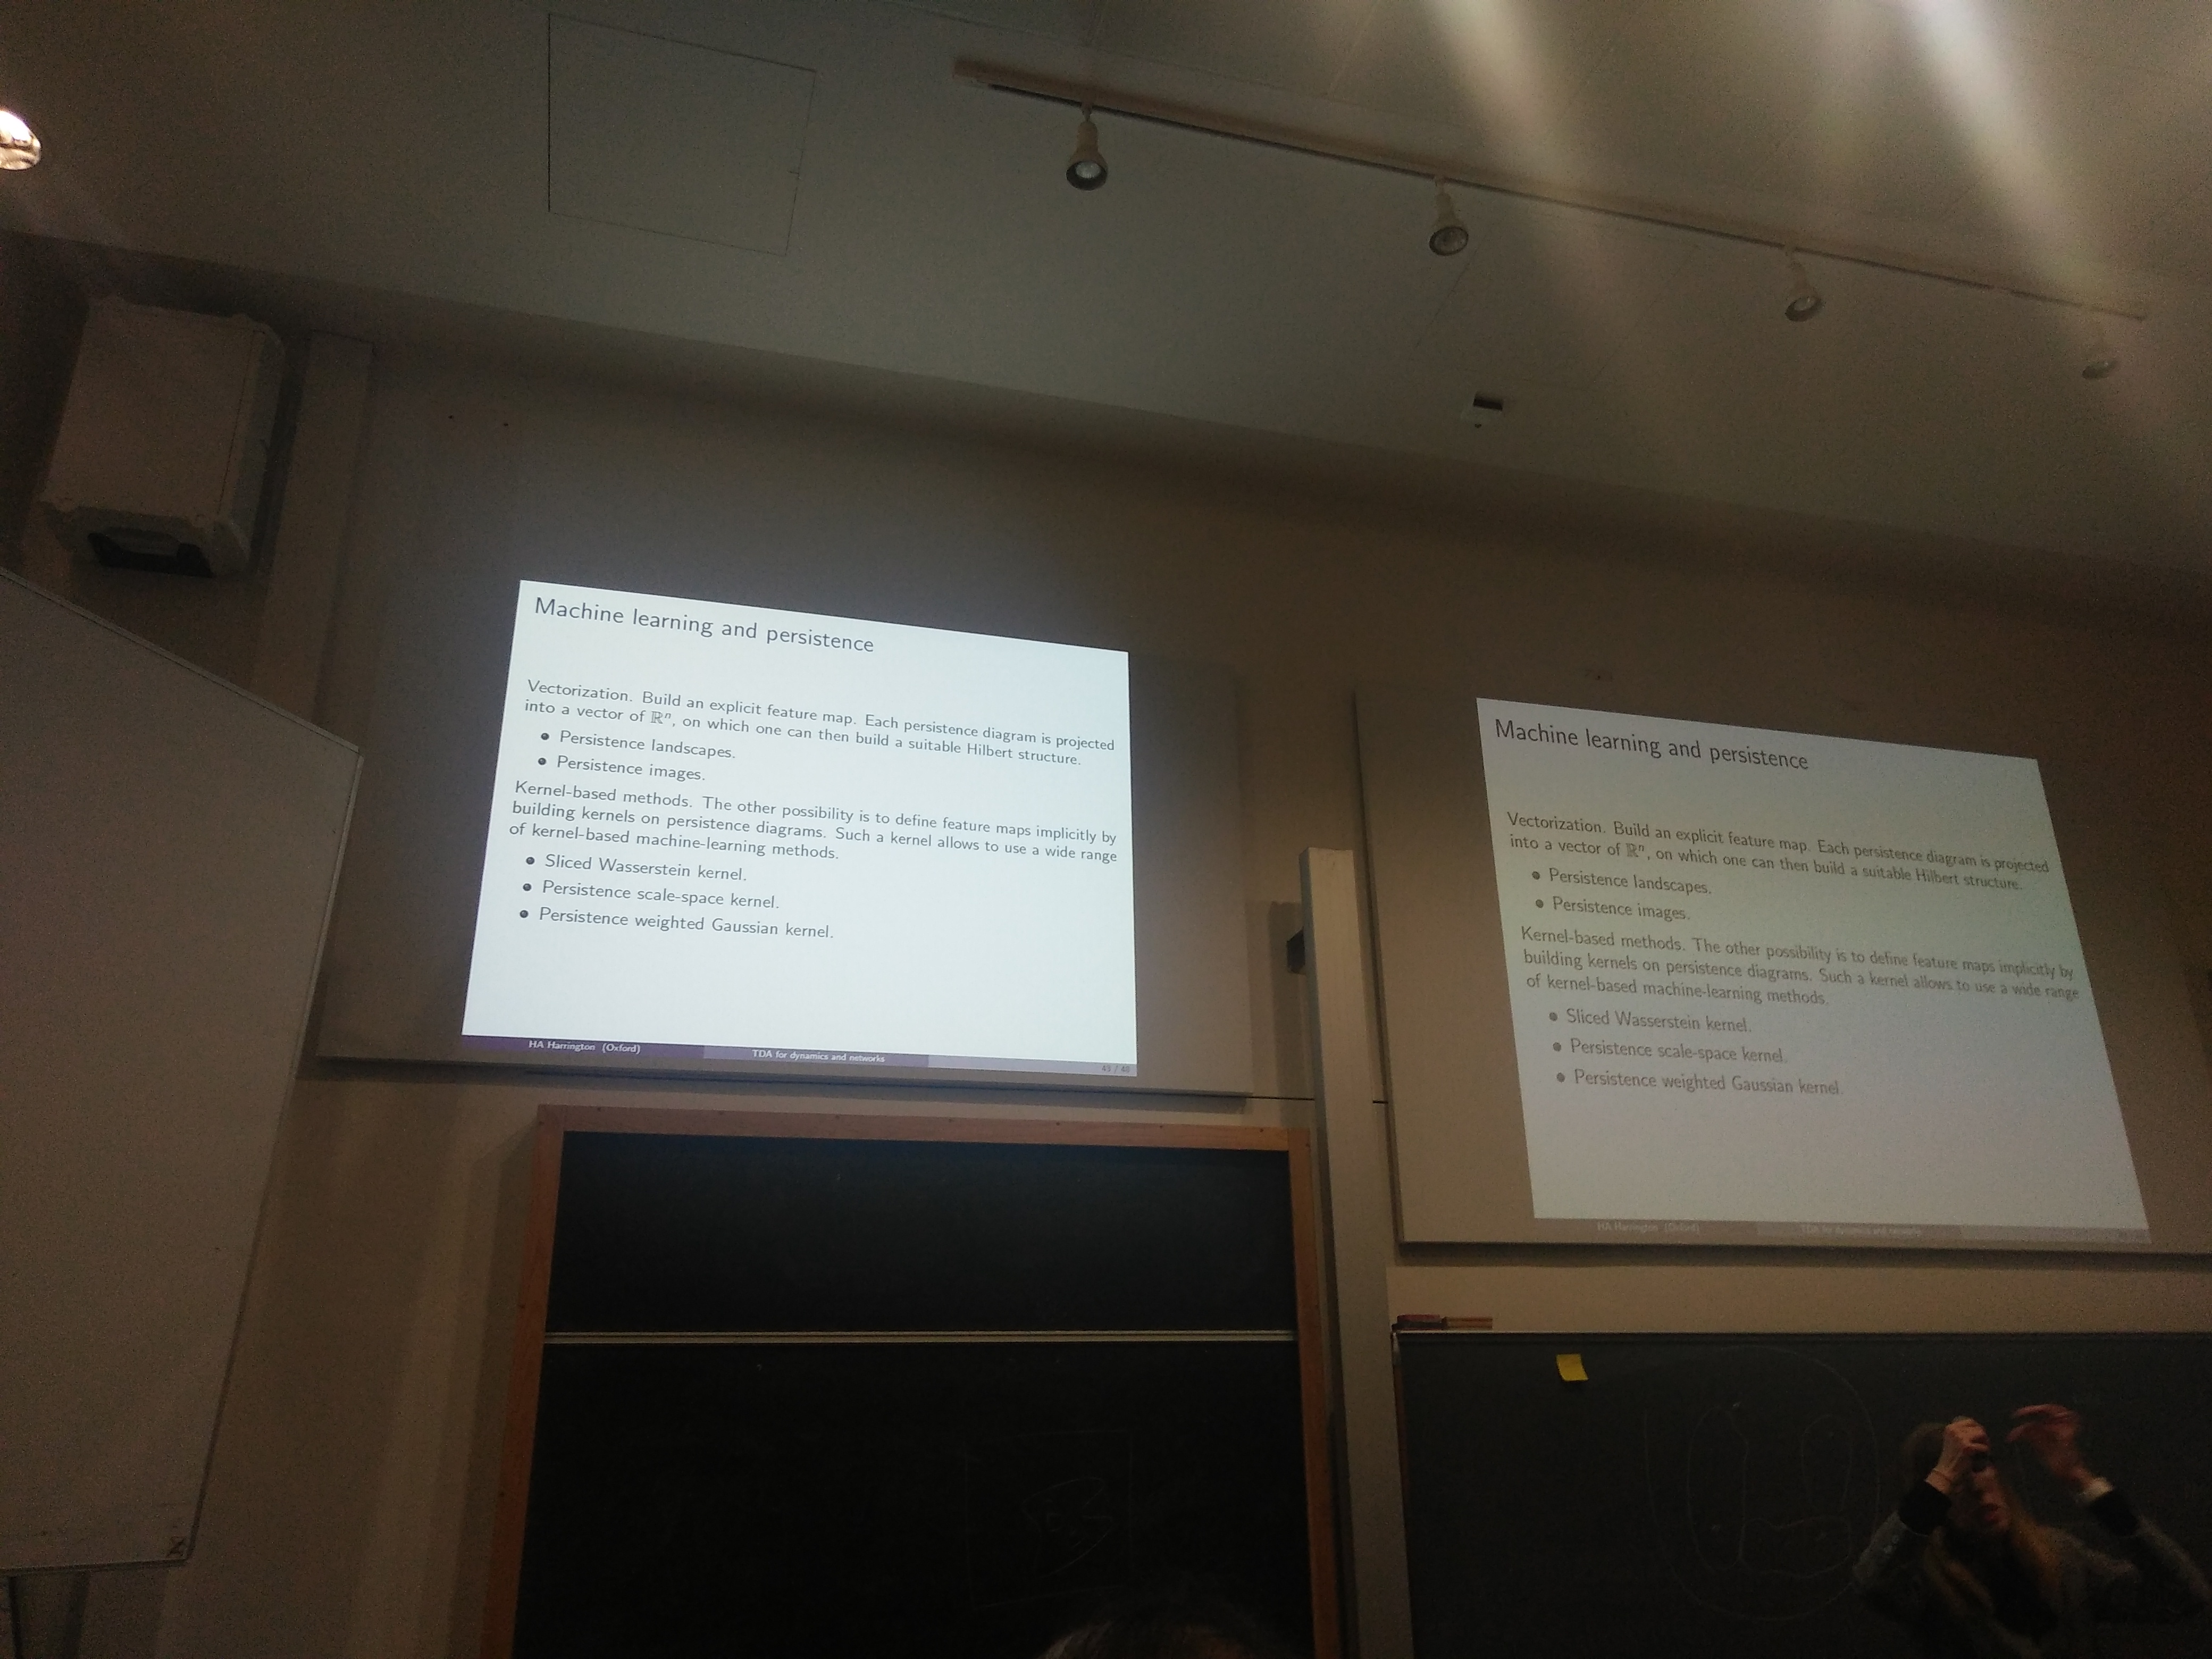 Machine learning and persistence
Vectorization. Build an explicit feature map. Each persistence diagram is projected
into a vector of ℝⁿ, on which one can then build a suitable Hilbert structure.
• Persistence landscapes.
• Persistence images.
Kernel-based methods. The other possibility is to define feature maps implicitly by
building kernels on persistence diagrams. Such a kernel allows to use a wide range
of kernel-based machine-learning methods.
• Sliced Wasserstein kernel.
• Persistence scale-space kernel.
• Persistence weighted Gaussian kernel.
HA Harrington (Oxford)
TDA for dynamics and networks
Machine learning and persistence
Vectorization. Build an explicit feature map. Each persistence diagram is projected
into a vector of ℝⁿ, on which one can then build a suitable Hilbert structure.
• Persistence landscapes.
• Persistence images.
Kernel-based methods. The other possibility is to define feature maps implicitly by
building kernels on persistence diagrams. Such a kernel allows to use a wide range
of kernel-based machine-learning methods.
• Sliced Wasserstein kernel.
• Persistence scale-space kernel.
• Persistence weighted Gaussian kernel.
HA Harrington (Oxford)
TDA for dynamics and networks